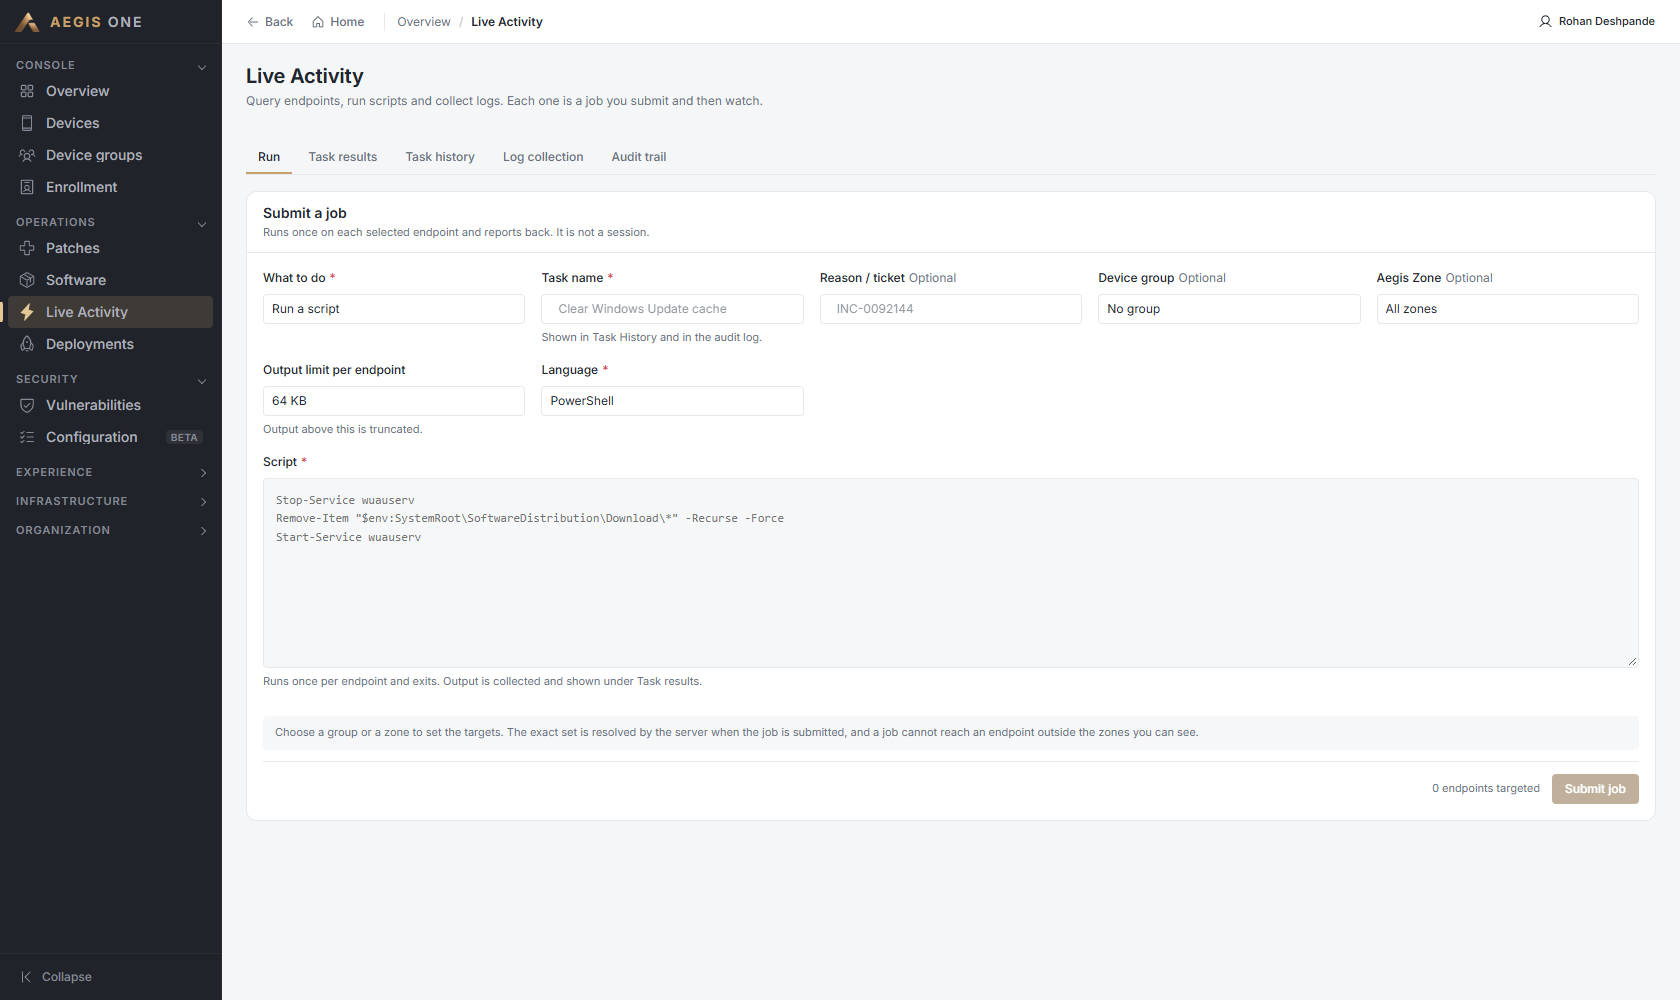 AEGIS ONE
Back
Home
Overview / Live Activity
Rohan Deshpande
CONSOLE
Overview
Devices
Device groups
Enrollment
OPERATIONS
Patches
Software
Live Activity
Deployments
SECURITY
Vulnerabilities
Configuration BETA
EXPERIENCE
INFRASTRUCTURE
ORGANIZATION
Collapse
Live Activity
Query endpoints, run scripts and collect logs. Each one is a job you submit and then watch.
Run
Task results
Task history
Log collection
Audit trail
Submit a job
Runs once on each selected endpoint and reports back. It is not a session.
What to do *
Run a script
Task name *
Clear Windows Update cache
Shown in Task History and in the audit log.
Reason / ticket Optional
INC-0092144
Device group Optional
No group
Aegis Zone Optional
All zones
Output limit per endpoint
64 KB
Output above this is truncated.
Language *
PowerShell
Script *
Stop-Service wuauserv
Remove-Item "$env:SystemRoot\SoftwareDistribution\Download\*" -Recurse -Force
Start-Service wuauserv
Runs once per endpoint and exits. Output is collected and shown under Task results.
Choose a group or a zone to set the targets. The exact set is resolved by the server when the job is submitted, and a job cannot reach an endpoint outside the zones you can see.
0 endpoints targeted
Submit job